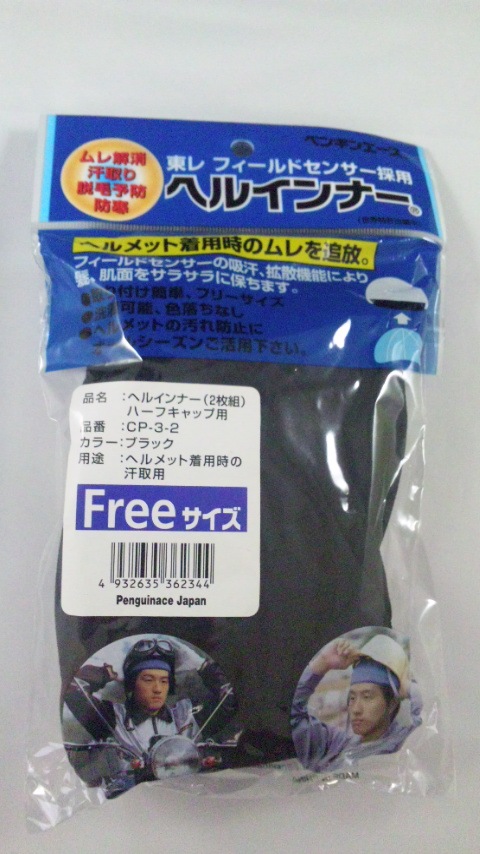 ペンギンエース
ムレ解消
汗取り
脱毛予防
防寒
東レ フィールドセンサー採用
ヘルインナー®
ヘルメット着用時のムレを追放。
フィールドセンサーの吸汗、拡散機能により
髪、肌面をサラサラに保ちます。
●取り付け簡単、フリーサイズ
●洗濯可能、色落ちなし
●ヘルメットの汚れ防止に
オールシーズンご活用下さい。
品名 :ヘルインナー(2枚組)
ハーフキャップ用
品番 :CP-3-2
カラー:ブラック
用途 :ヘルメット着用時の
汗取用
Freeサイズ
4 932635 362344
Penguinace Japan